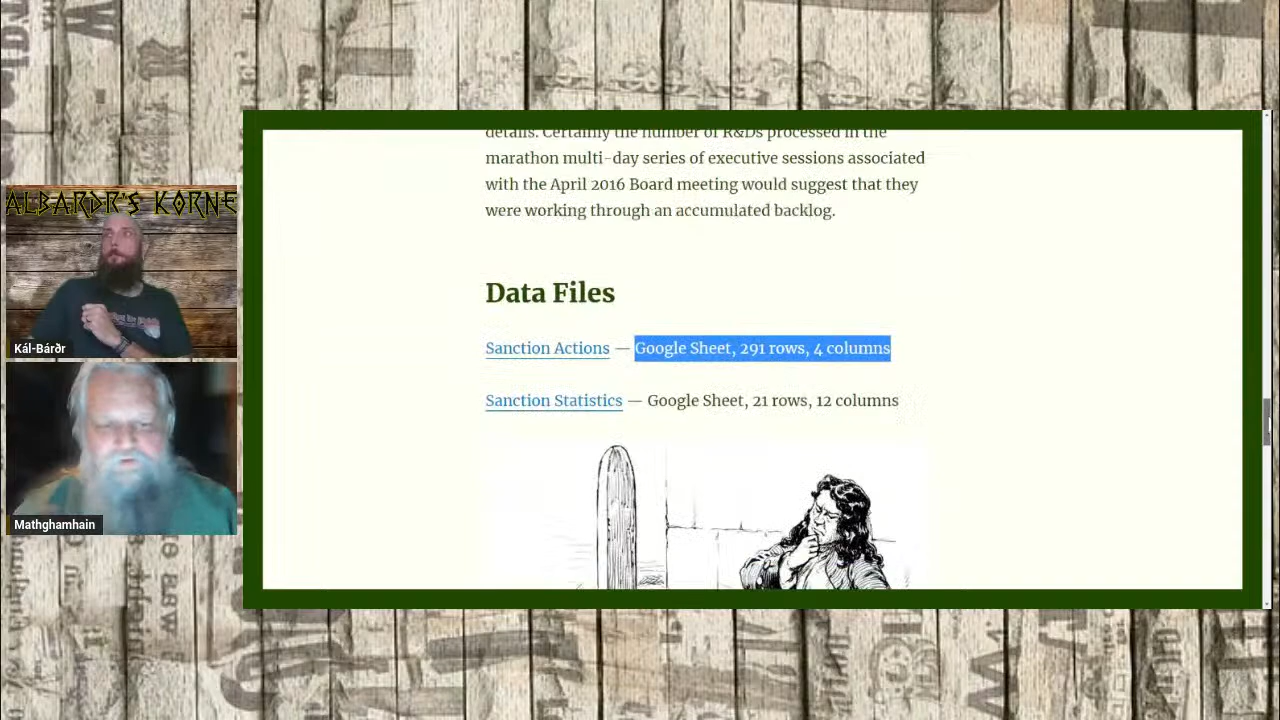 ALBARÐR'S KORNE
Kál-Bárðr
Mathghamhain
details. Certainly the number of R&Ds processed in the
marathon multi-day series of executive sessions associated
with the April 2016 Board meeting would suggest that they
were working through an accumulated backlog.
Data Files
Sanction Actions — Google Sheet, 291 rows, 4 columns
Sanction Statistics — Google Sheet, 21 rows, 12 columns